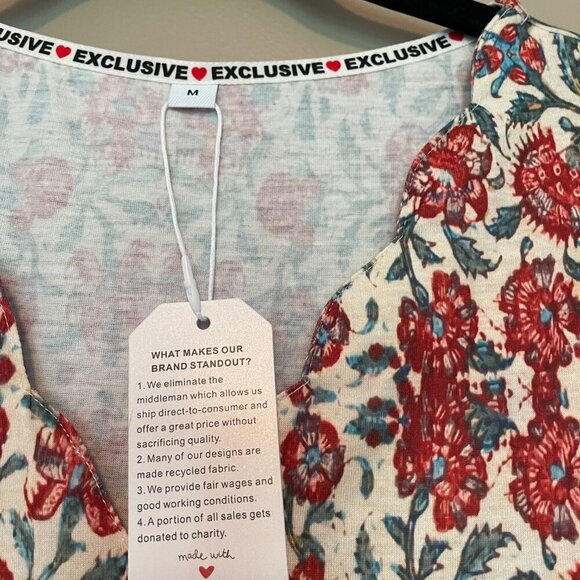 EXCLUSIVE ❤ EXCLUSIVE ❤ EXCLUSIVE ❤ EXCLUSIVE ❤
M
WHAT MAKES OUR
BRAND STANDOUT?
1. We eliminate the
middleman which allows us
ship direct-to-consumer and
offer a great price without
sacrificing quality.
2. Many of our designs are
made recycled fabric.
3. We provide fair wages and
good working conditions.
4. A portion of all sales gets
donated to charity.
made with
❤